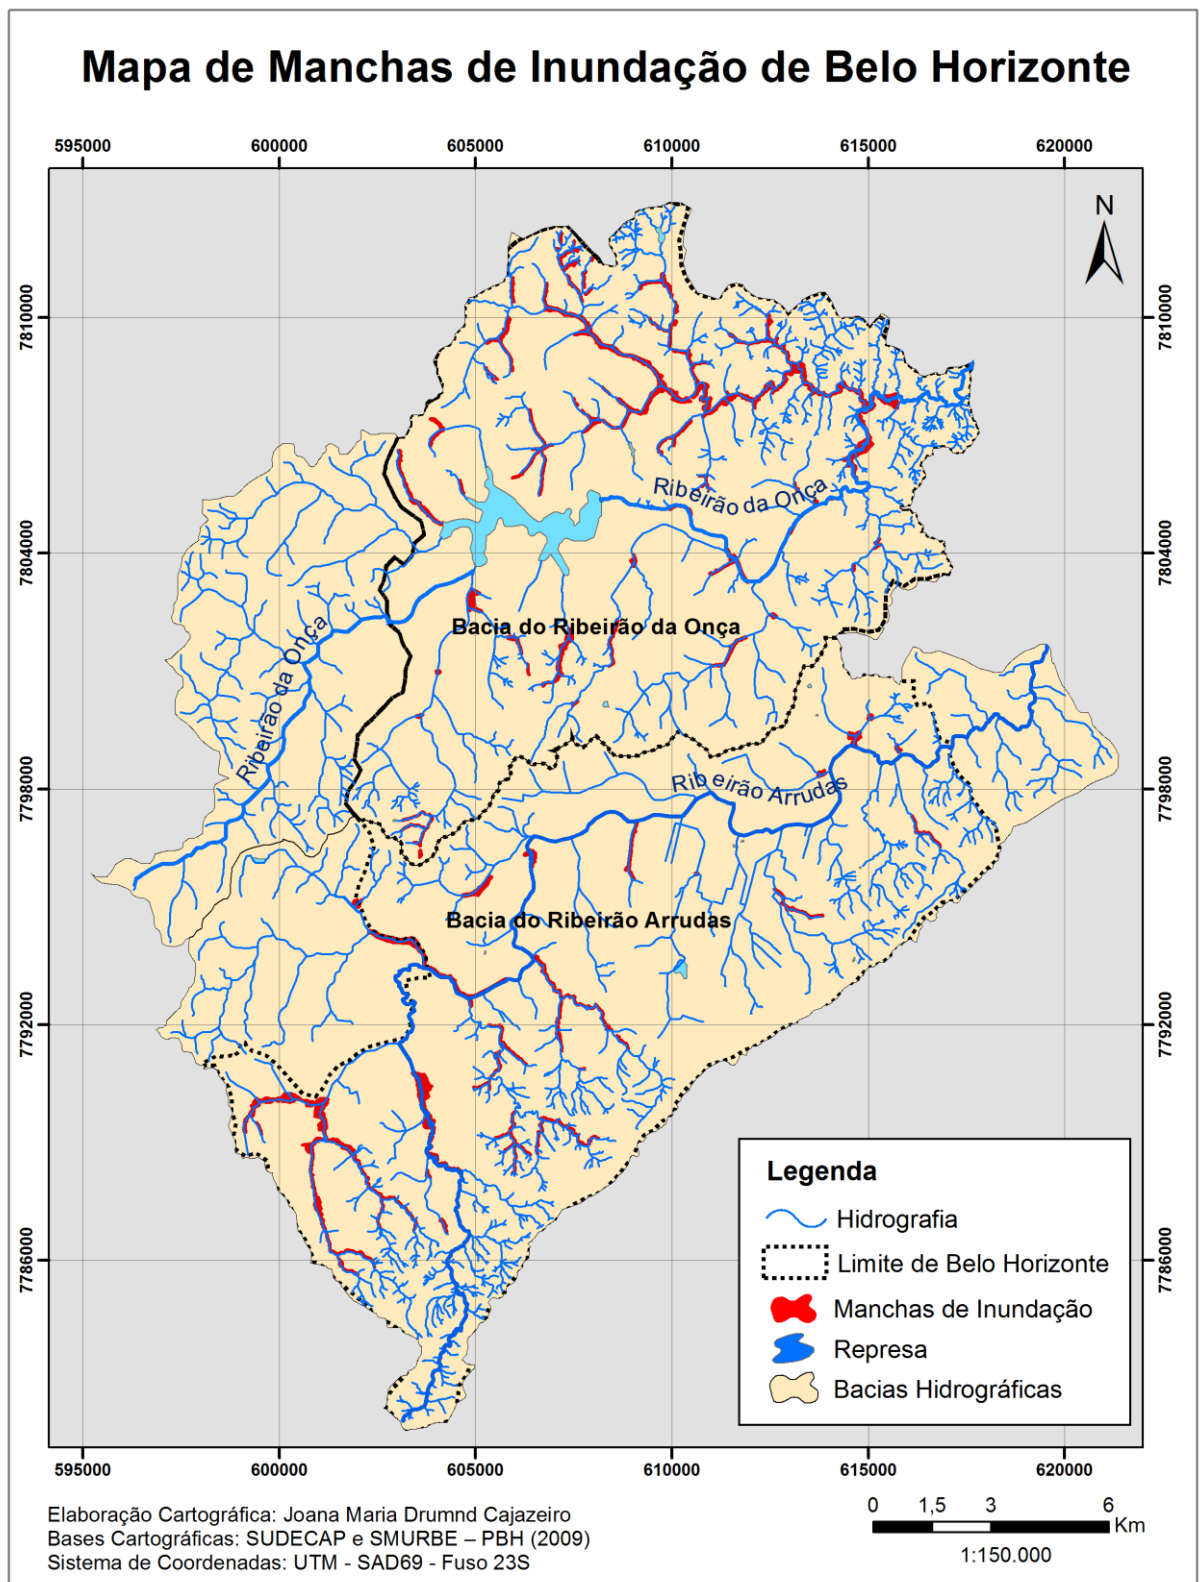 Mapa de Manchas de Inundação de Belo Horizonte
595000 600000 605000 610000 615000 620000
N
7810000 7810000
Ribeirão da Onça
7804000 7804000
Bacia do Ribeirão da Onça
Ribeirão da Onça
7798000 7798000
Rib eirão Arrudas
Bacia do Ribeirão Arrudas
7792000 7792000
7786000 7786000
Legenda
Hidrografia
Limite de Belo Horizonte
Manchas de Inundação
Represa
Bacias Hidrográficas
595000 600000 605000 610000 615000 620000
Elaboração Cartográfica: Joana Maria Drumnd Cajazeiro
Bases Cartográficas: SUDECAP e SMURBE – PBH (2009)
Sistema de Coordenadas: UTM - SAD69 - Fuso 23S
0 1,5 3 6
Km
1:150.000